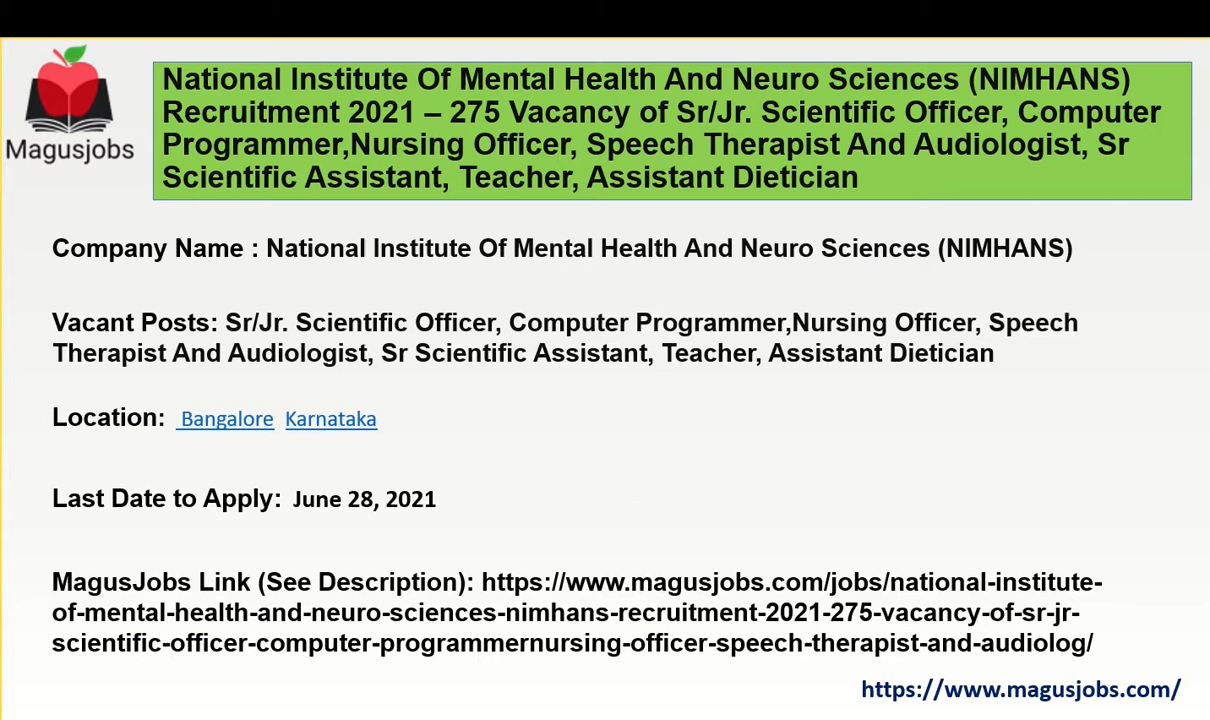 Magusjobs
National Institute Of Mental Health And Neuro Sciences (NIMHANS)
Recruitment 2021 – 275 Vacancy of Sr/Jr. Scientific Officer, Computer
Programmer,Nursing Officer, Speech Therapist And Audiologist, Sr
Scientific Assistant, Teacher, Assistant Dietician
Company Name : National Institute Of Mental Health And Neuro Sciences (NIMHANS)
Vacant Posts: Sr/Jr. Scientific Officer, Computer Programmer,Nursing Officer, Speech
Therapist And Audiologist, Sr Scientific Assistant, Teacher, Assistant Dietician
Location: Bangalore Karnataka
Last Date to Apply: June 28, 2021
MagusJobs Link (See Description): https://www.magusjobs.com/jobs/national-institute-
of-mental-health-and-neuro-sciences-nimhans-recruitment-2021-275-vacancy-of-sr-jr-
scientific-officer-computer-programmernursing-officer-speech-therapist-and-audiolog/
https://www.magusjobs.com/